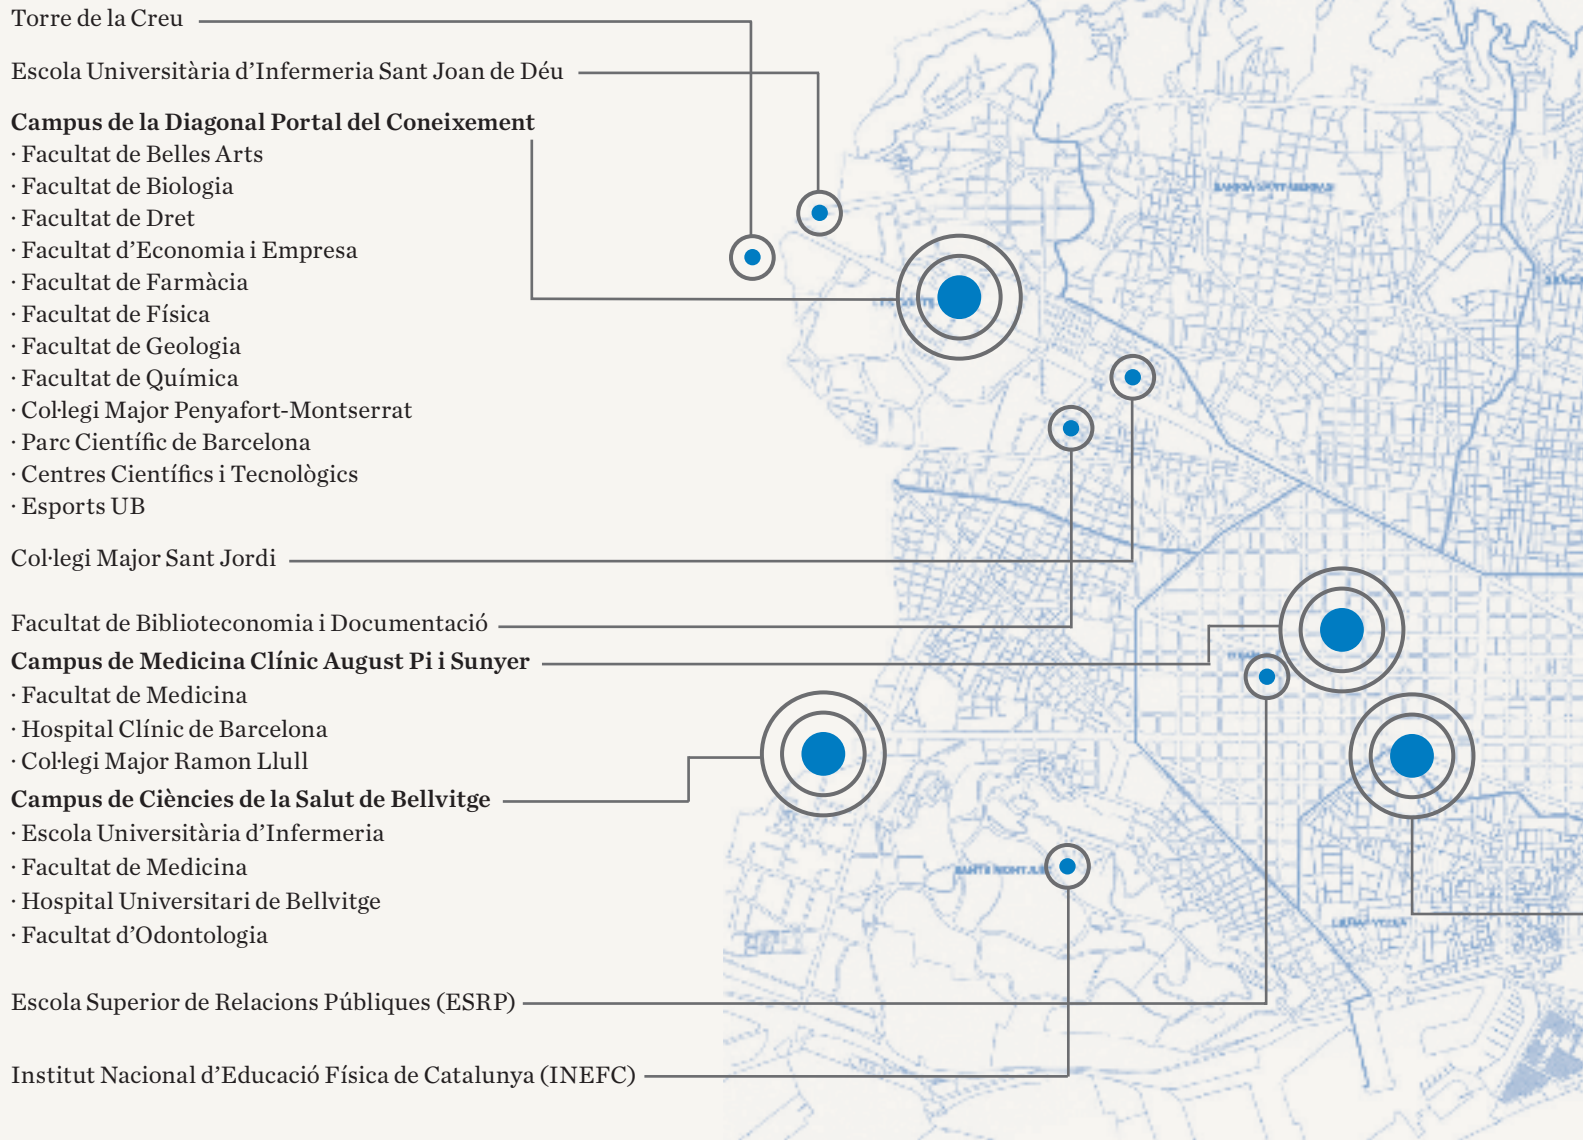 Torre de la Creu
Escola Universitària d’Infermeria Sant Joan de Déu
Campus de la Diagonal Portal del Coneixement
· Facultat de Belles Arts
· Facultat de Biologia
· Facultat de Dret
· Facultat d’Economia i Empresa
· Facultat de Farmàcia
· Facultat de Física
· Facultat de Geologia
· Facultat de Química
· Col·legi Major Penyafort-Montserrat
· Parc Científic de Barcelona
· Centres Científics i Tecnològics
· Esports UB
Col·legi Major Sant Jordi
Facultat de Biblioteconomia i Documentació
Campus de Medicina Clínic August Pi i Sunyer
· Facultat de Medicina
· Hospital Clínic de Barcelona
· Col·legi Major Ramon Llull
Campus de Ciències de la Salut de Bellvitge
· Escola Universitària d’Infermeria
· Facultat de Medicina
· Hospital Universitari de Bellvitge
· Facultat d’Odontologia
Escola Superior de Relacions Públiques (ESRP)
Institut Nacional d’Educació Física de Catalunya (INEFC)